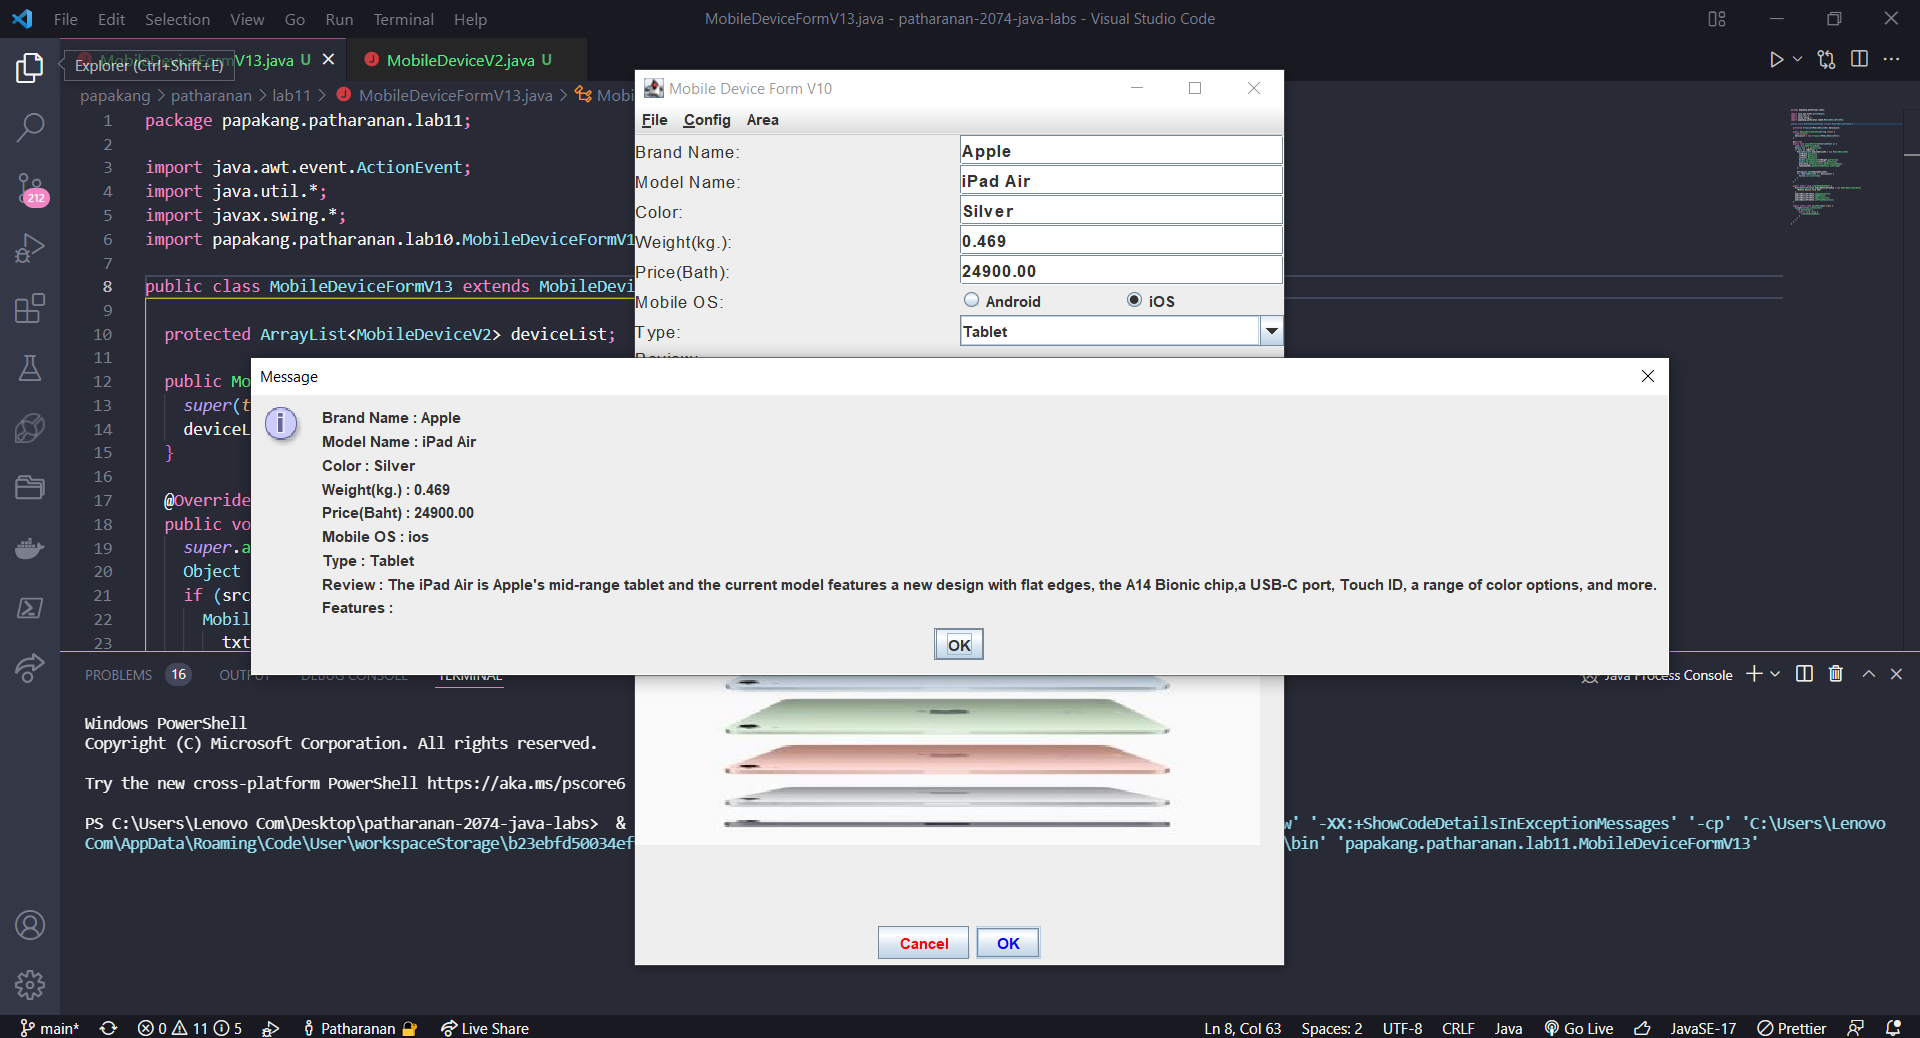 File Edit Selection View Go Run Terminal Help
MobileDeviceFormV13.java - patharanan-2074-java-labs - Visual Studio Code
MobileDeviceFormV13.java U
MobileDeviceV2.java U
Explorer (Ctrl+Shift+E)
papakang > patharanan > lab11 > MobileDeviceFormV13.java > Mobi
1 package papakang.patharanan.lab11;
2
3 import java.awt.event.ActionEvent;
4 import java.util.*;
5 import javax.swing.*;
6 import papakang.patharanan.lab10.MobileDeviceFormV1
7
8 public class MobileDeviceFormV13 extends MobileDevi
9
10 protected ArrayList<MobileDeviceV2> deviceList;
11
12 public Mo
13 super(t
14 deviceL
15 }
16
17 @Override
18 public vo
19 super.a
20 Object
21 if (src
22 Mobil
23 txt
212
Mobile Device Form V10
File Config Area
Brand Name: Apple
Model Name: iPad Air
Color: Silver
Weight(kg.): 0.469
Price(Bath): 24900.00
Mobile OS: Android iOS
Type: Tablet
Review:
Message
Brand Name : Apple
Model Name : iPad Air
Color : Silver
Weight(kg.) : 0.469
Price(Baht) : 24900.00
Mobile OS : ios
Type : Tablet
Review : The iPad Air is Apple's mid-range tablet and the current model features a new design with flat edges, the A14 Bionic chip,a USB-C port, Touch ID, a range of color options, and more.
Features :
OK
Cancel OK
PROBLEMS 16 OUTPU DEBUG CONSOLE TERMINAL
Java Process Console
Windows PowerShell
Copyright (C) Microsoft Corporation. All rights reserved.
Try the new cross-platform PowerShell https://aka.ms/pscore6
PS C:\Users\Lenovo Com\Desktop\patharanan-2074-java-labs> & w' '-XX:+ShowCodeDetailsInExceptionMessages' '-cp' 'C:\Users\Lenovo
Com\AppData\Roaming\Code\User\workspaceStorage\b23ebfd50034ef \bin' 'papakang.patharanan.lab11.MobileDeviceFormV13'
main* 0 11 5 Patharanan Live Share
Ln 8, Col 63 Spaces: 2 UTF-8 CRLF Java Go Live JavaSE-17 Prettier